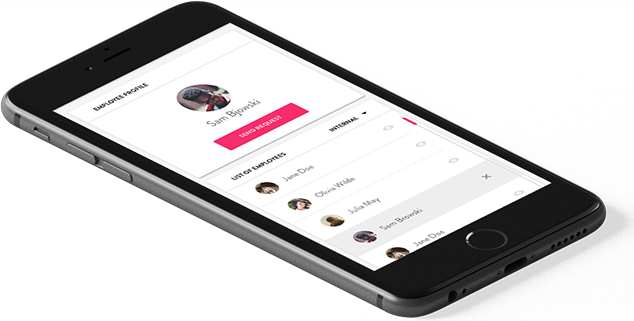 EMPLOYEE PROFILE
Sam Bjowski
SEND REQUEST
INTERNAL
LIST OF EMPLOYEES
Jane Doe
Olivia Wilde
Julia May
Sam Browski
Jane Doe